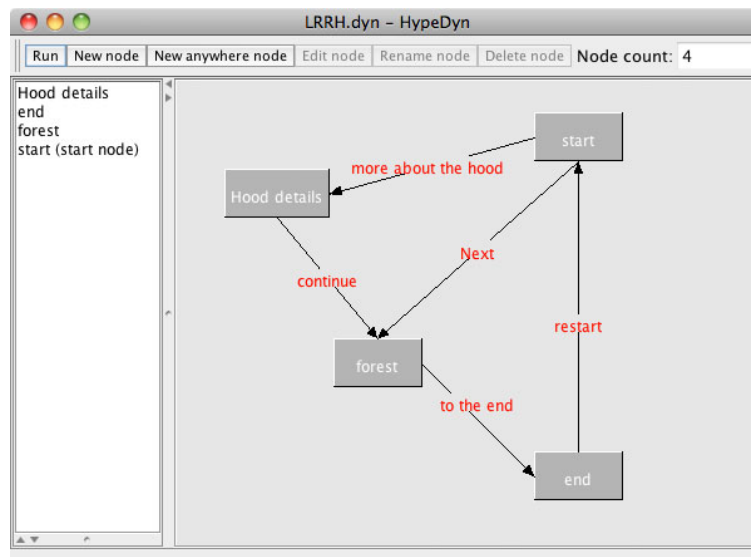 LRRH.dyn - HypeDyn
Run New node New anywhere node Edit node Rename node Delete node Node count: 4
Hood details
end
forest
start (start node)
start
more about the hood
Hood details
Next
continue
restart
forest
to the end
end